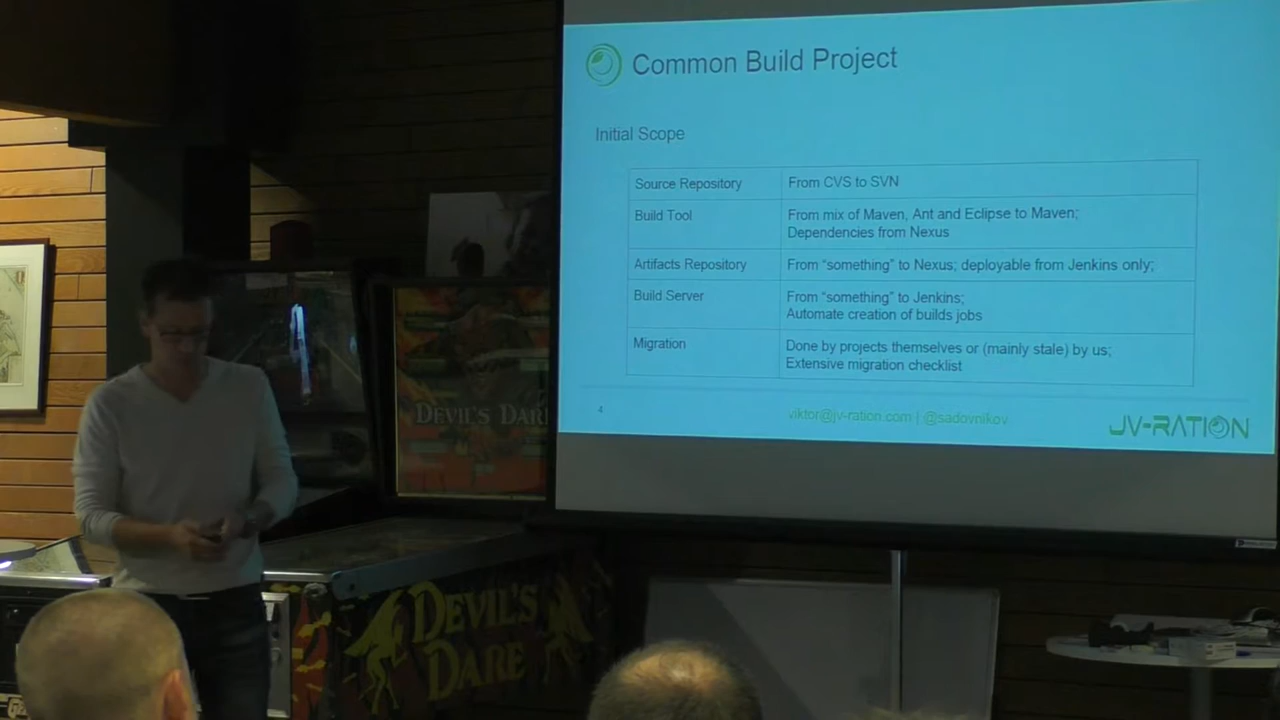 Common Build Project
Initial Scope
Source Repository From CVS to SVN
Build Tool From mix of Maven, Ant and Eclipse to Maven;
Dependencies from Nexus
Artifacts Repository From “something” to Nexus; deployable from Jenkins only;
Build Server From “something” to Jenkins;
Automate creation of builds jobs
Migration Done by projects themselves or (mainly stale) by us;
Extensive migration checklist
4 viktor@jv-ration.com | @sadovnikov JV-RATION
DEVIL'S DARE
DEVIL'S
DARE